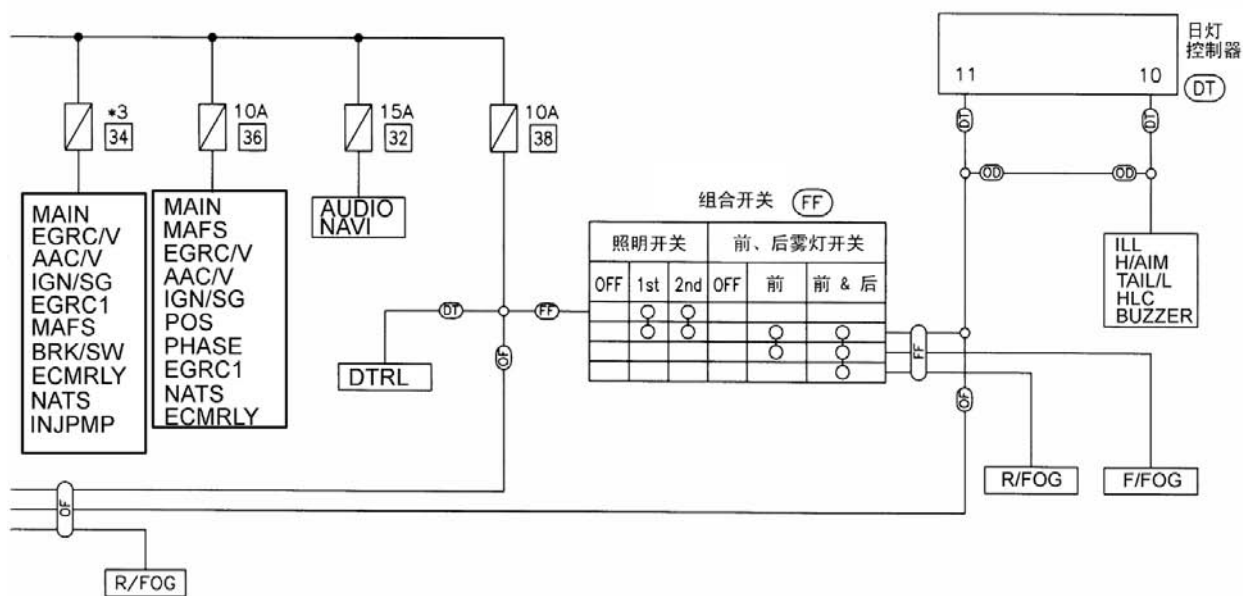 日灯
控制器
11 10
DT
DT DT
OD OD
*3
34
10A
36
15A
32
10A
38
MAIN
EGRC/V
AAC/V
IGN/SG
EGRC1
MAFS
BRK/SW
ECMRLY
NATS
INJPMP
MAIN
MAFS
EGRC/V
AAC/V
IGN/SG
POS
PHASE
EGRC1
NATS
ECMRLY
AUDIO
NAVI
DT
FF
OF
DTRL
组合开关 FF
照明开关 前、后雾灯开关
OFF 1st 2nd OFF 前 前 & 后
FF
OF
ILL
H/AIM
TAIL/L
HLC
BUZZER
R/FOG
F/FOG
OF
R/FOG